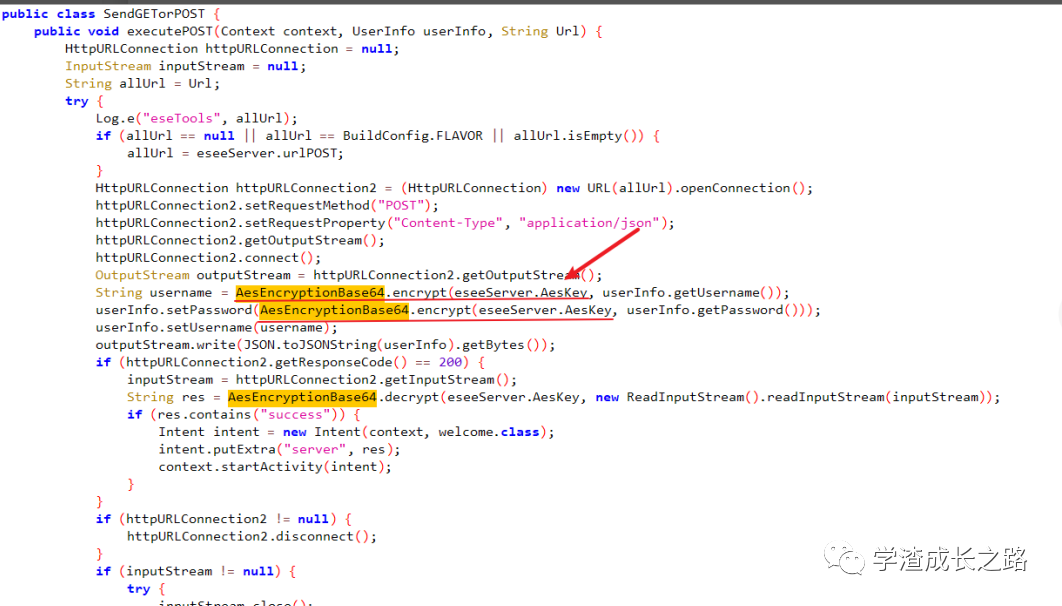 public class SendGETorPOST {
    public void executePOST(Context context, UserInfo userInfo, String Url) {
        HttpURLConnection httpURLConnection = null;
        InputStream inputStream = null;
        String allUrl = Url;
        try {
            Log.e("eseTools", allUrl);
            if (allUrl == null || allUrl == BuildConfig.FLAVOR || allUrl.isEmpty()) {
                allUrl = eseeServer.urlPOST;
            }
            HttpURLConnection httpURLConnection2 = (HttpURLConnection) new URL(allUrl).openConnection();
            httpURLConnection2.setRequestMethod("POST");
            httpURLConnection2.setRequestProperty("Content-Type", "application/json");
            httpURLConnection2.getOutputStream();
            httpURLConnection2.connect();
            OutputStream outputStream = httpURLConnection2.getOutputStream();
            String username = AesEncryptionBase64.encrypt(eseeServer.AesKey, userInfo.getUsername());
            userInfo.setPassword(AesEncryptionBase64.encrypt(eseeServer.AesKey, userInfo.getPassword()));
            userInfo.setUsername(username);
            outputStream.write(JSON.toJSONString(userInfo).getBytes());
            if (httpURLConnection2.getResponseCode() == 200) {
                inputStream = httpURLConnection2.getInputStream();
                String res = AesEncryptionBase64.decrypt(eseeServer.AesKey, new ReadInputStream().readInputStream(inputStream));
                if (res.contains("success")) {
                    Intent intent = new Intent(context, welcome.class);
                    intent.putExtra("server", res);
                    context.startActivity(intent);
                }
            }
            if (httpURLConnection2 != null) {
                httpURLConnection2.disconnect();
            }
            if (inputStream != null) {
                try {
                    inputStream.close();
学渣成长之路